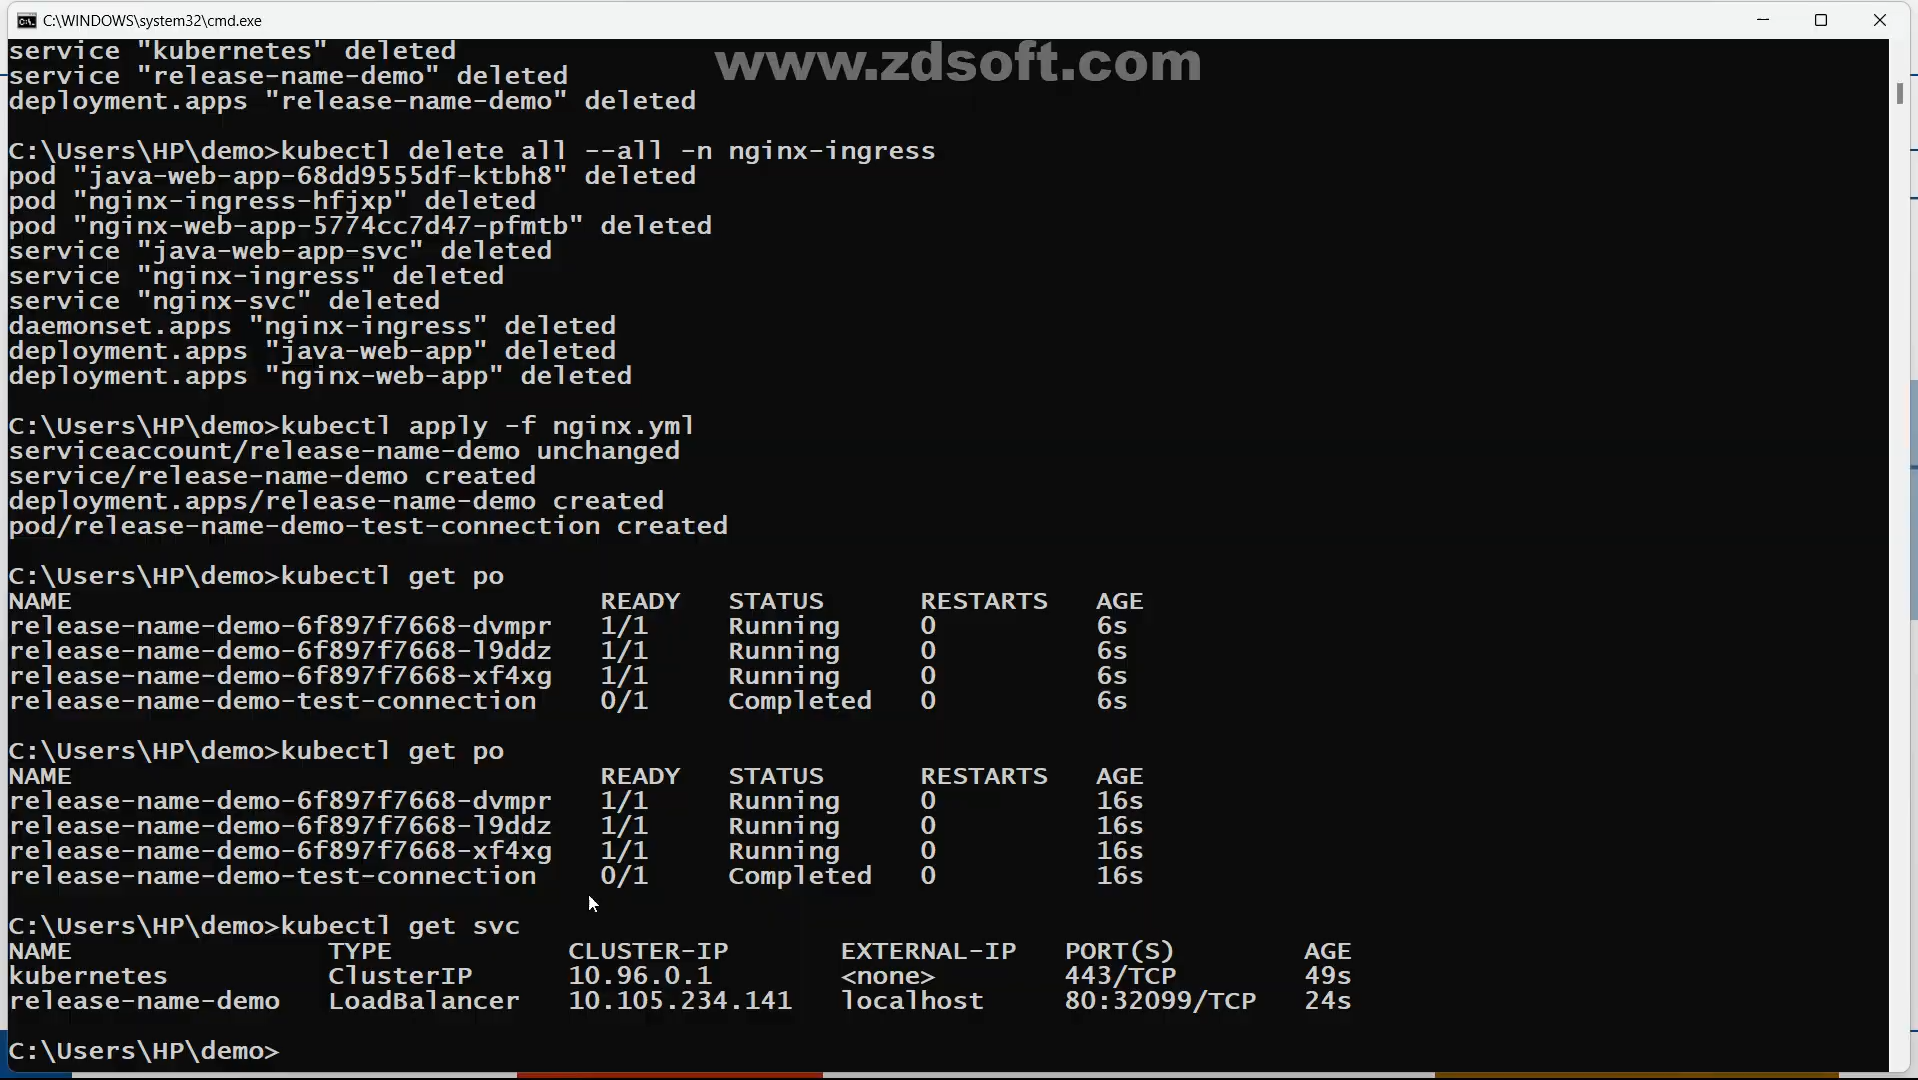 C:\WINDOWS\system32\cmd.exe
www.zdsoft.com
service "kubernetes" deleted
service "release-name-demo" deleted
deployment.apps "release-name-demo" deleted
C:\Users\HP\demo>kubectl delete all --all -n nginx-ingress
pod "java-web-app-68dd9555df-ktbh8" deleted
pod "nginx-ingress-hfjxp" deleted
pod "nginx-web-app-5774cc7d47-pfmtb" deleted
service "java-web-app-svc" deleted
service "nginx-ingress" deleted
service "nginx-svc" deleted
daemonset.apps "nginx-ingress" deleted
deployment.apps "java-web-app" deleted
deployment.apps "nginx-web-app" deleted
C:\Users\HP\demo>kubectl apply -f nginx.yml
serviceaccount/release-name-demo unchanged
service/release-name-demo created
deployment.apps/release-name-demo created
pod/release-name-demo-test-connection created
C:\Users\HP\demo>kubectl get po
NAME READY STATUS RESTARTS AGE
release-name-demo-6f897f7668-dvmpr 1/1 Running 0 6s
release-name-demo-6f897f7668-l9ddz 1/1 Running 0 6s
release-name-demo-6f897f7668-xf4xg 1/1 Running 0 6s
release-name-demo-test-connection 0/1 Completed 0 6s
C:\Users\HP\demo>kubectl get po
NAME READY STATUS RESTARTS AGE
release-name-demo-6f897f7668-dvmpr 1/1 Running 0 16s
release-name-demo-6f897f7668-l9ddz 1/1 Running 0 16s
release-name-demo-6f897f7668-xf4xg 1/1 Running 0 16s
release-name-demo-test-connection 0/1 Completed 0 16s
C:\Users\HP\demo>kubectl get svc
NAME TYPE CLUSTER-IP EXTERNAL-IP PORT(S) AGE
kubernetes ClusterIP 10.96.0.1 <none> 443/TCP 49s
release-name-demo LoadBalancer 10.105.234.141 localhost 80:32099/TCP 24s
C:\Users\HP\demo>